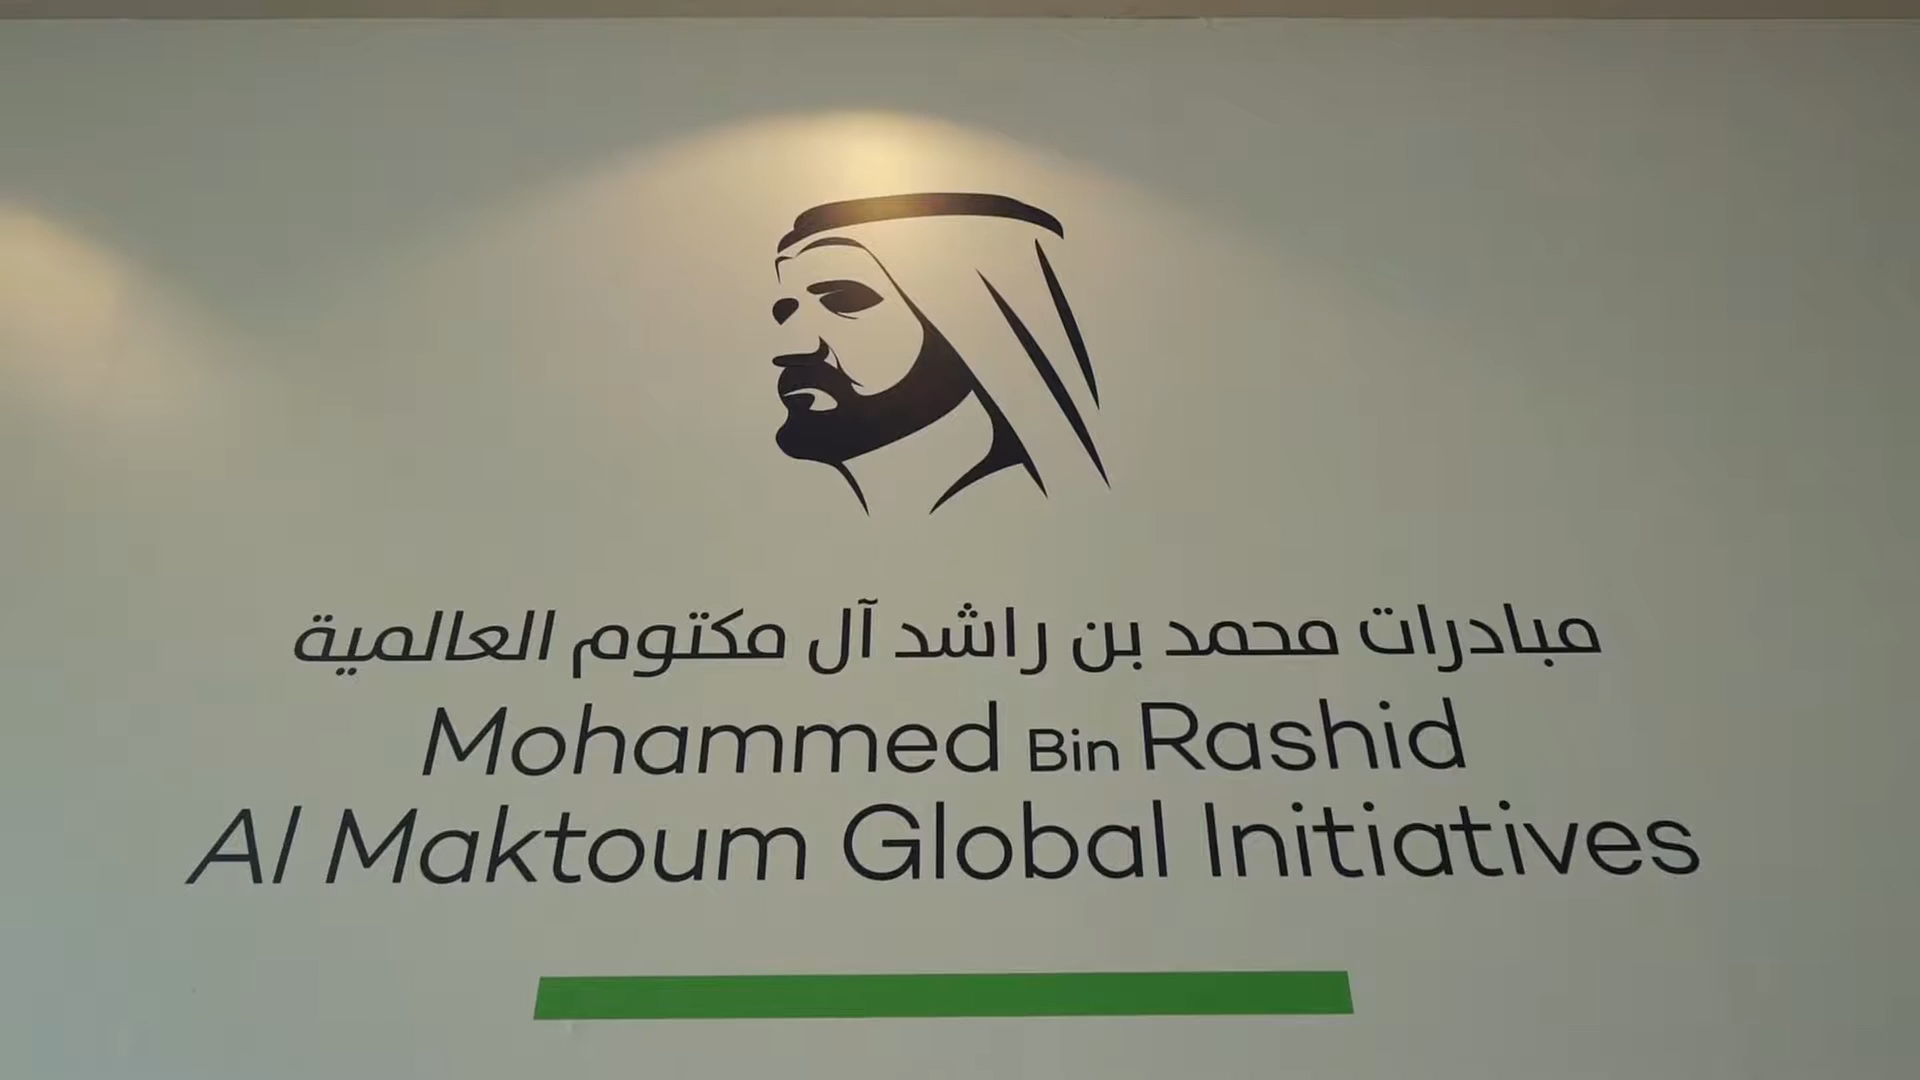 مبادرات محمد بن راشد آل مكتوم العالمية
Mohammed Bin Rashid
Al Maktoum Global Initiatives